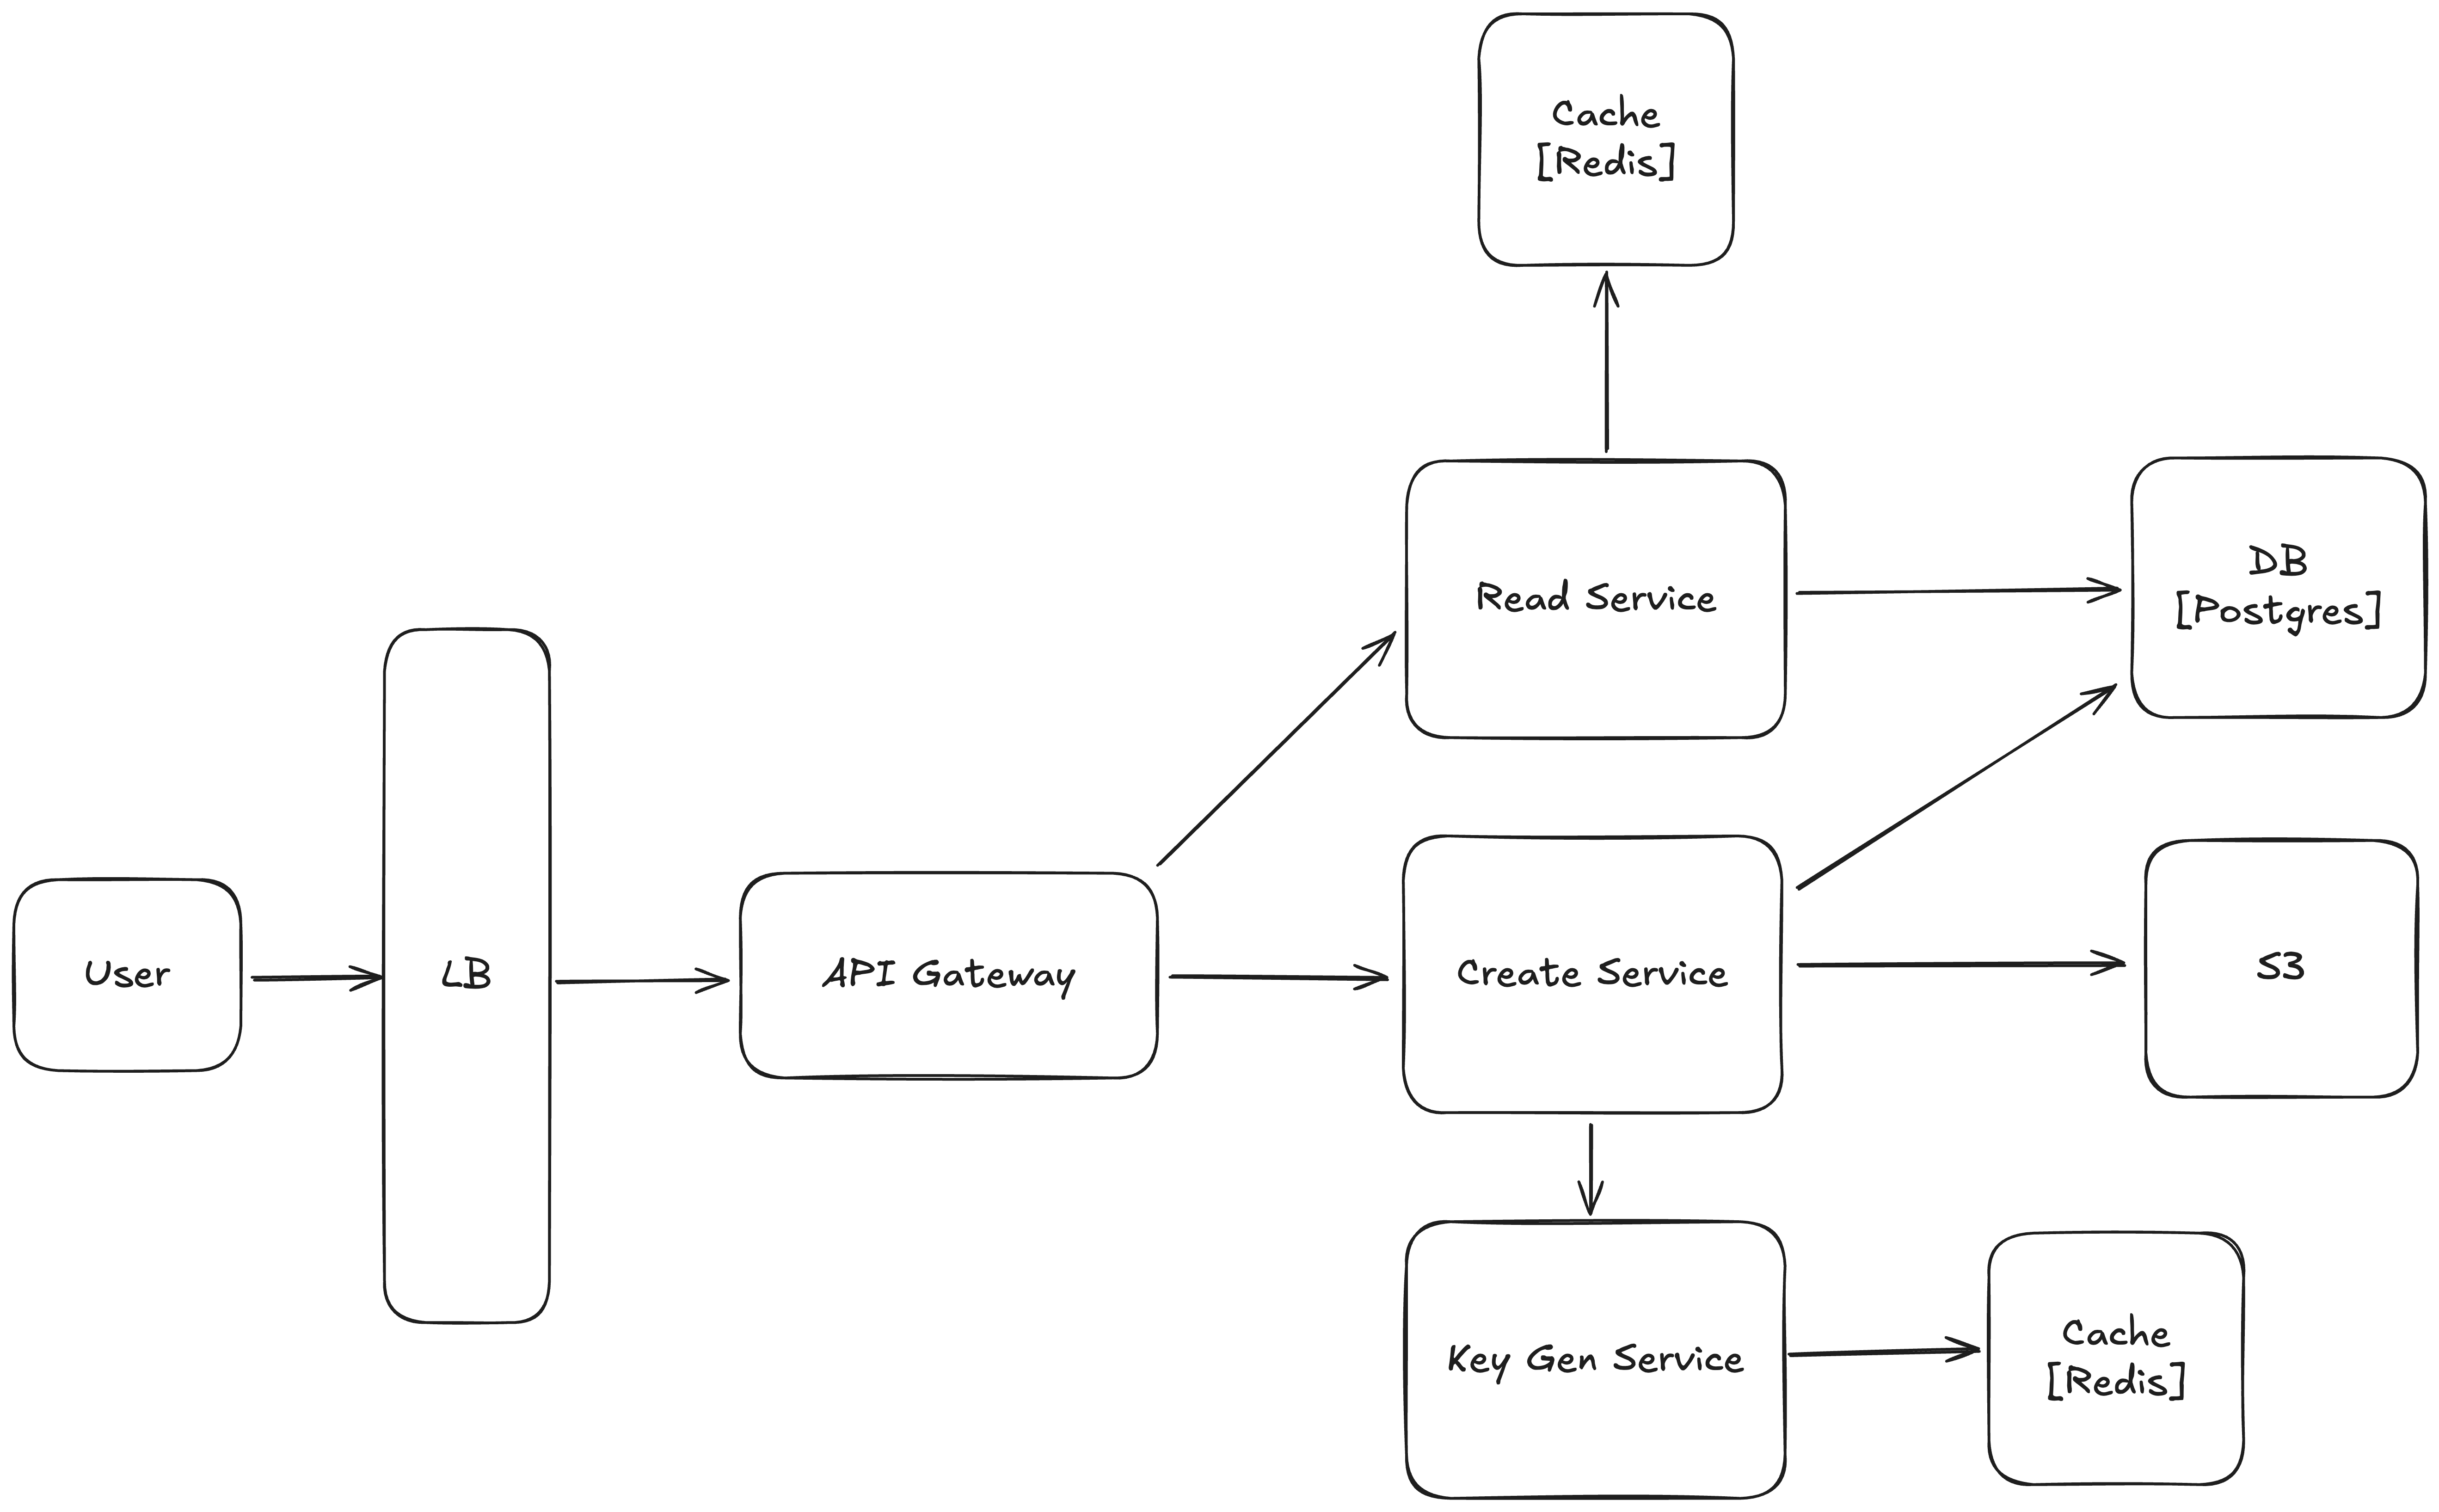 Cache
[Redis]
Read Service
DB
[Postgres]
User
LB
API Gateway
Create Service
S3
Key Gen Service
Cache
[Redis]